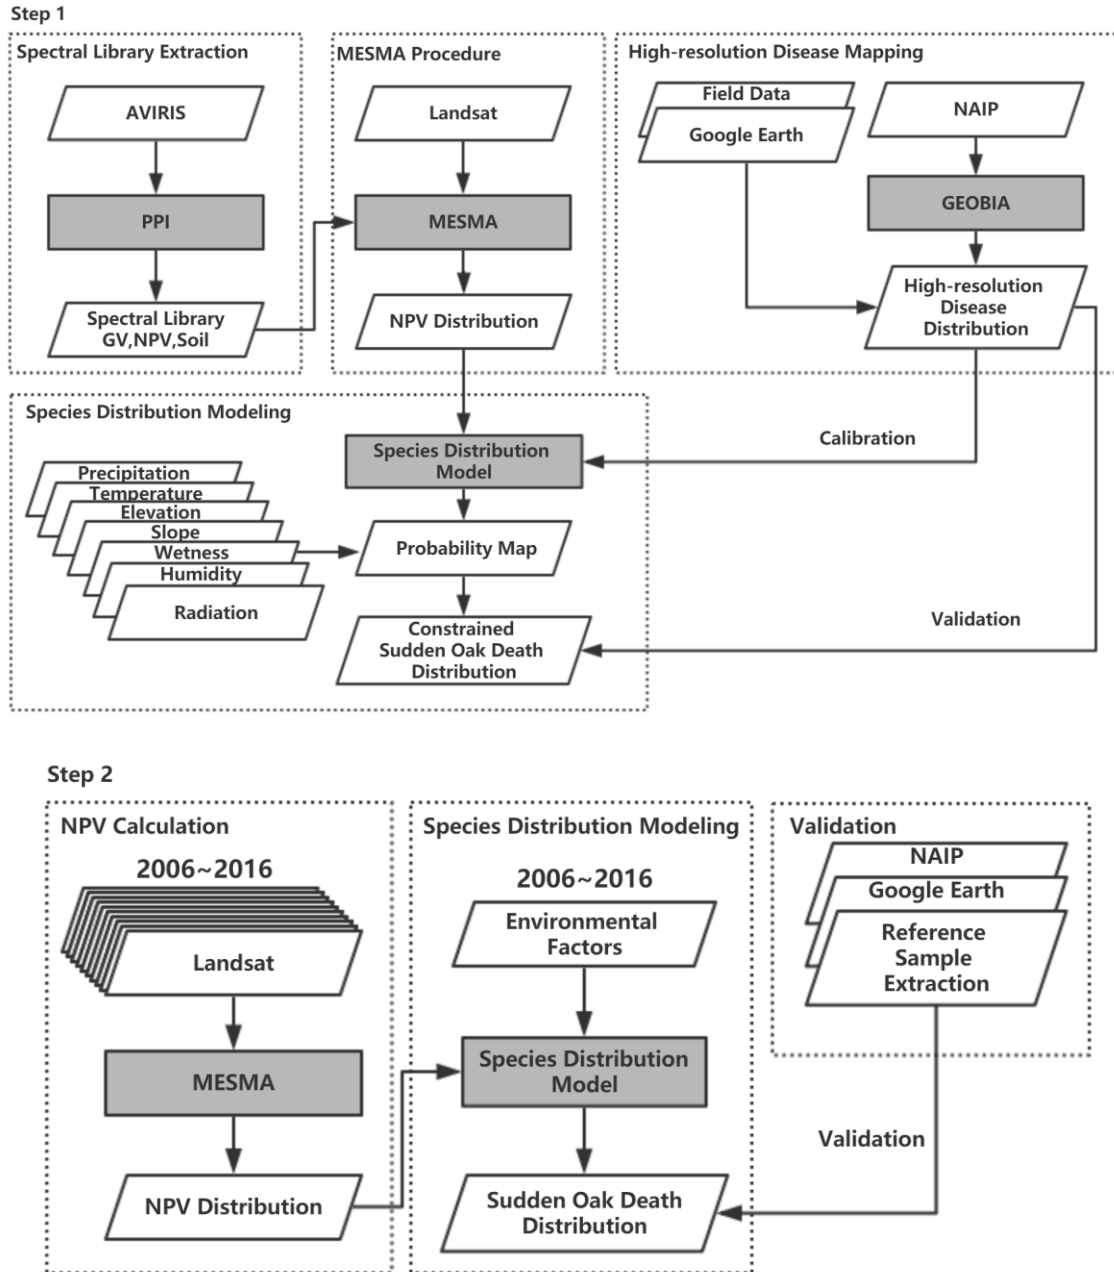 Step 1
Spectral Library Extraction
AVIRIS
PPI
Spectral Library
GV,NPV,Soil
MESMA Procedure
Landsat
MESMA
NPV Distribution
High-resolution Disease Mapping
Field Data
Google Earth
NAIP
GEOBIA
High-resolution
Disease
Distribution
Species Distribution Modeling
Precipitation
Temperature
Elevation
Slope
Wetness
Humidity
Radiation
Species Distribution
Model
Probability Map
Constrained
Sudden Oak Death
Distribution
Calibration
Validation
Step 2
NPV Calculation
2006~2016
Landsat
MESMA
NPV Distribution
Species Distribution Modeling
2006~2016
Environmental
Factors
Species Distribution
Model
Sudden Oak Death
Distribution
Validation
NAIP
Google Earth
Reference
Sample
Extraction
Validation